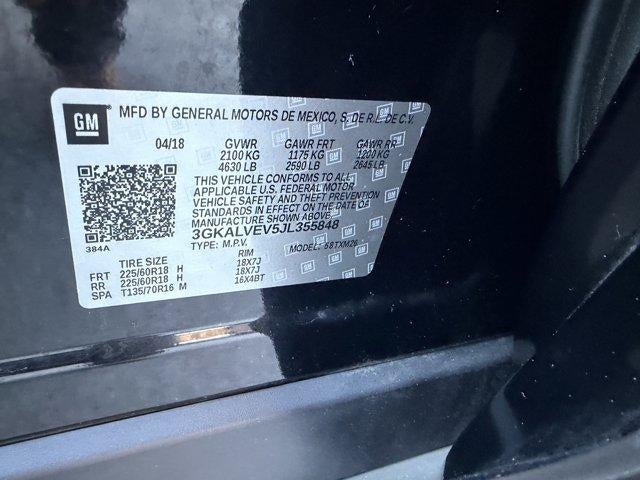 GM MFD BY GENERAL MOTORS DE MEXICO, S. DE R.L. DE C.V.
04/18 GVWR GAWR FRT GAWR RR
2100 KG 1175 KG 1200 KG
4630 LB 2590 LB 2645 LB
THIS VEHICLE CONFORMS TO ALL
APPLICABLE U.S. FEDERAL MOTOR
VEHICLE SAFETY AND THEFT PREVENTION
STANDARDS IN EFFECT ON THE DATE OF
MANUFACTURE SHOWN ABOVE.
384A 3GKALVEV5JL355848
TYPE: M.P.V. MODEL: 58TXM26
TIRE SIZE RIM
FRT 225/60R18 H 18X7J
RR 225/60R18 H 18X7J
SPA T135/70R16 M 16X4BT